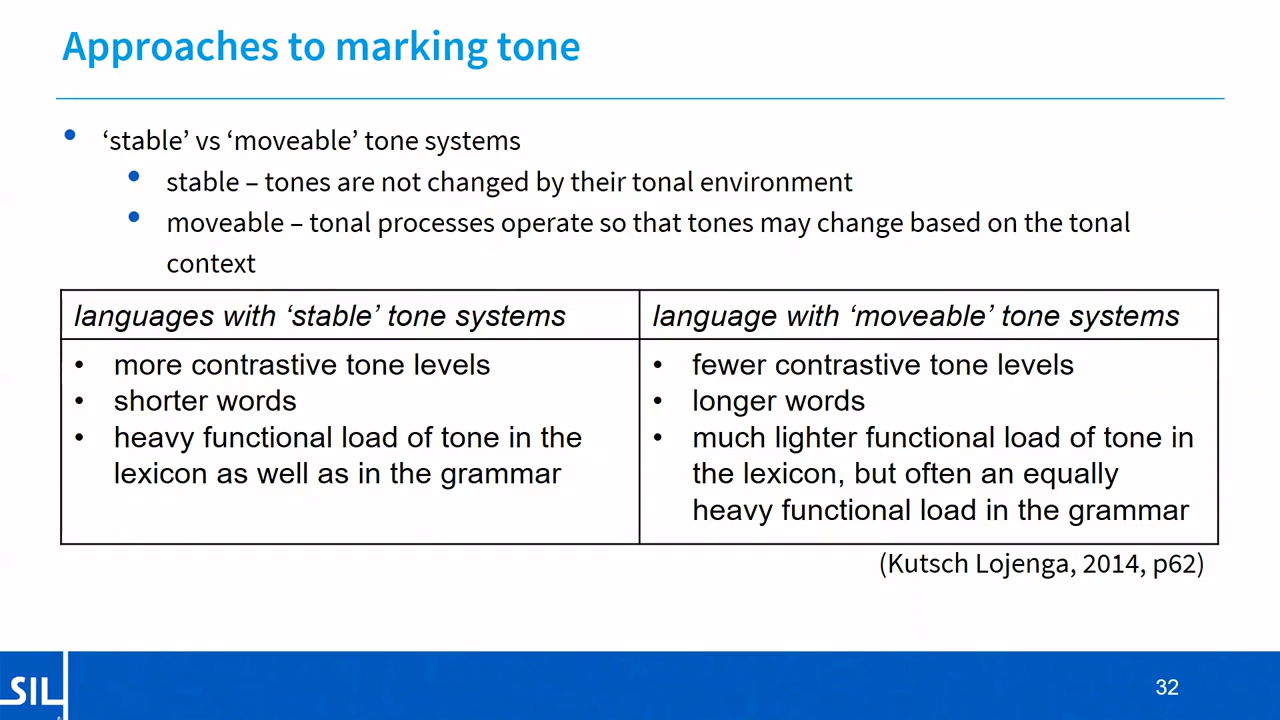 Approaches to marking tone
• ‘stable’ vs ‘moveable’ tone systems
• stable – tones are not changed by their tonal environment
• moveable – tonal processes operate so that tones may change based on the tonal
context
languages with ‘stable’ tone systems
• more contrastive tone levels
• shorter words
• heavy functional load of tone in the
lexicon as well as in the grammar
language with ‘moveable’ tone systems
• fewer contrastive tone levels
• longer words
• much lighter functional load of tone in
the lexicon, but often an equally
heavy functional load in the grammar
(Kutsch Lojenga, 2014, p62)
SIL
32